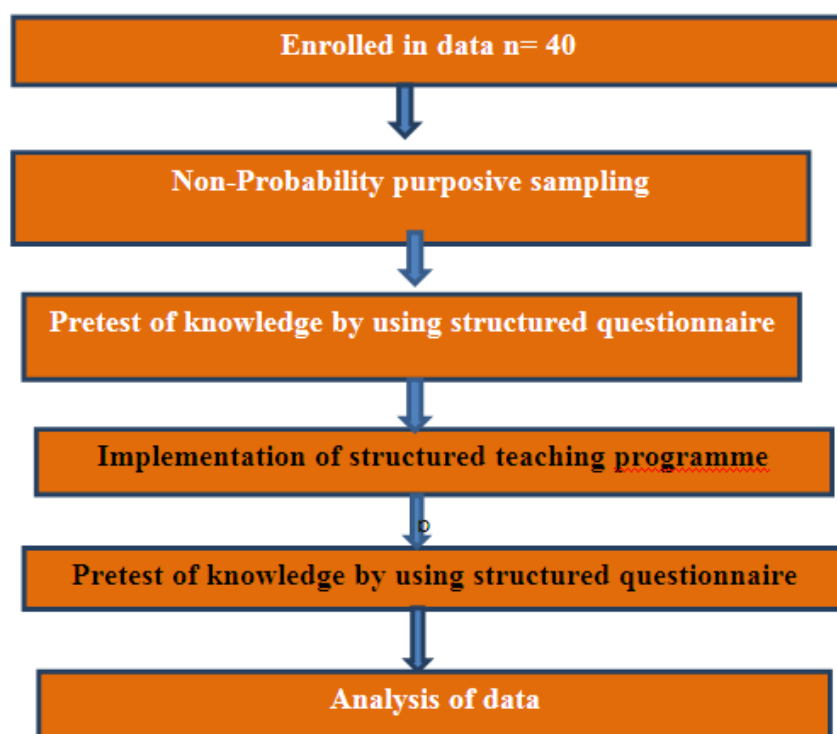 Enrolled in data n= 40
Non-Probability purposive sampling
Pretest of knowledge by using structured questionnaire
Implementation of structured teaching programme
p
Pretest of knowledge by using structured questionnaire
Analysis of data